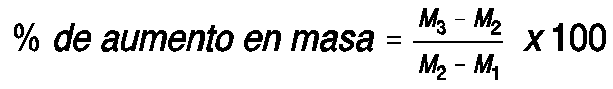 % de aumento en masa = (M₃ − M₂) / (M₂ − M₁) x 100